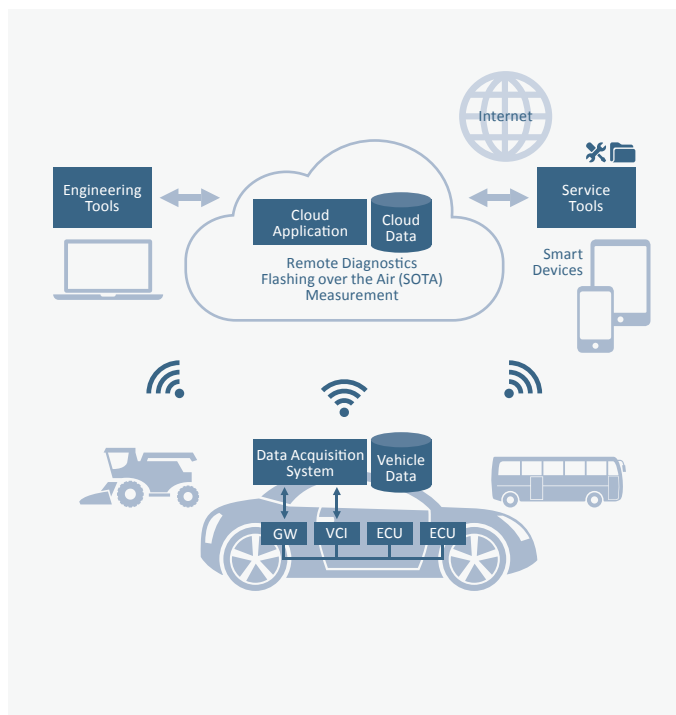 Internet
Engineering
Tools
Cloud
Application
Cloud
Data
Service
Tools
Remote Diagnostics
Flashing over the Air (SOTA)
Measurement
Smart
Devices
Data Acquisition
System
Vehicle
Data
GW
VCI
ECU
ECU